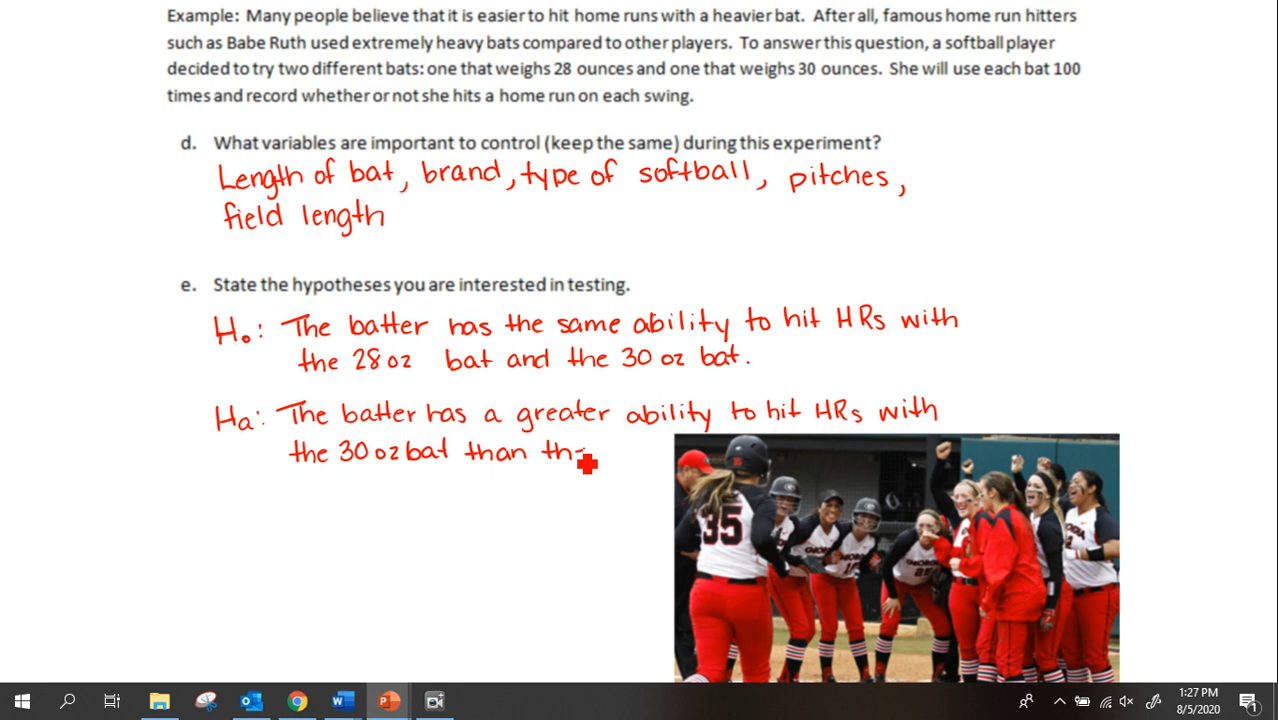 Example: Many people believe that it is easier to hit home runs with a heavier bat. After all, famous home run hitters
such as Babe Ruth used extremely heavy bats compared to other players. To answer this question, a softball player
decided to try two different bats: one that weighs 28 ounces and one that weighs 30 ounces. She will use each bat 100
times and record whether or not she hits a home run on each swing.
d. What variables are important to control (keep the same) during this experiment?
Length of bat, brand, type of softball, pitches,
field length
e. State the hypotheses you are interested in testing.
Ho: The batter has the same ability to hit HRs with
the 28 oz bat and the 30 oz bat.
Ha: The batter has a greater ability to hit HRs with
the 30 oz bat than th
35
1:27 PM
8/5/2020
1